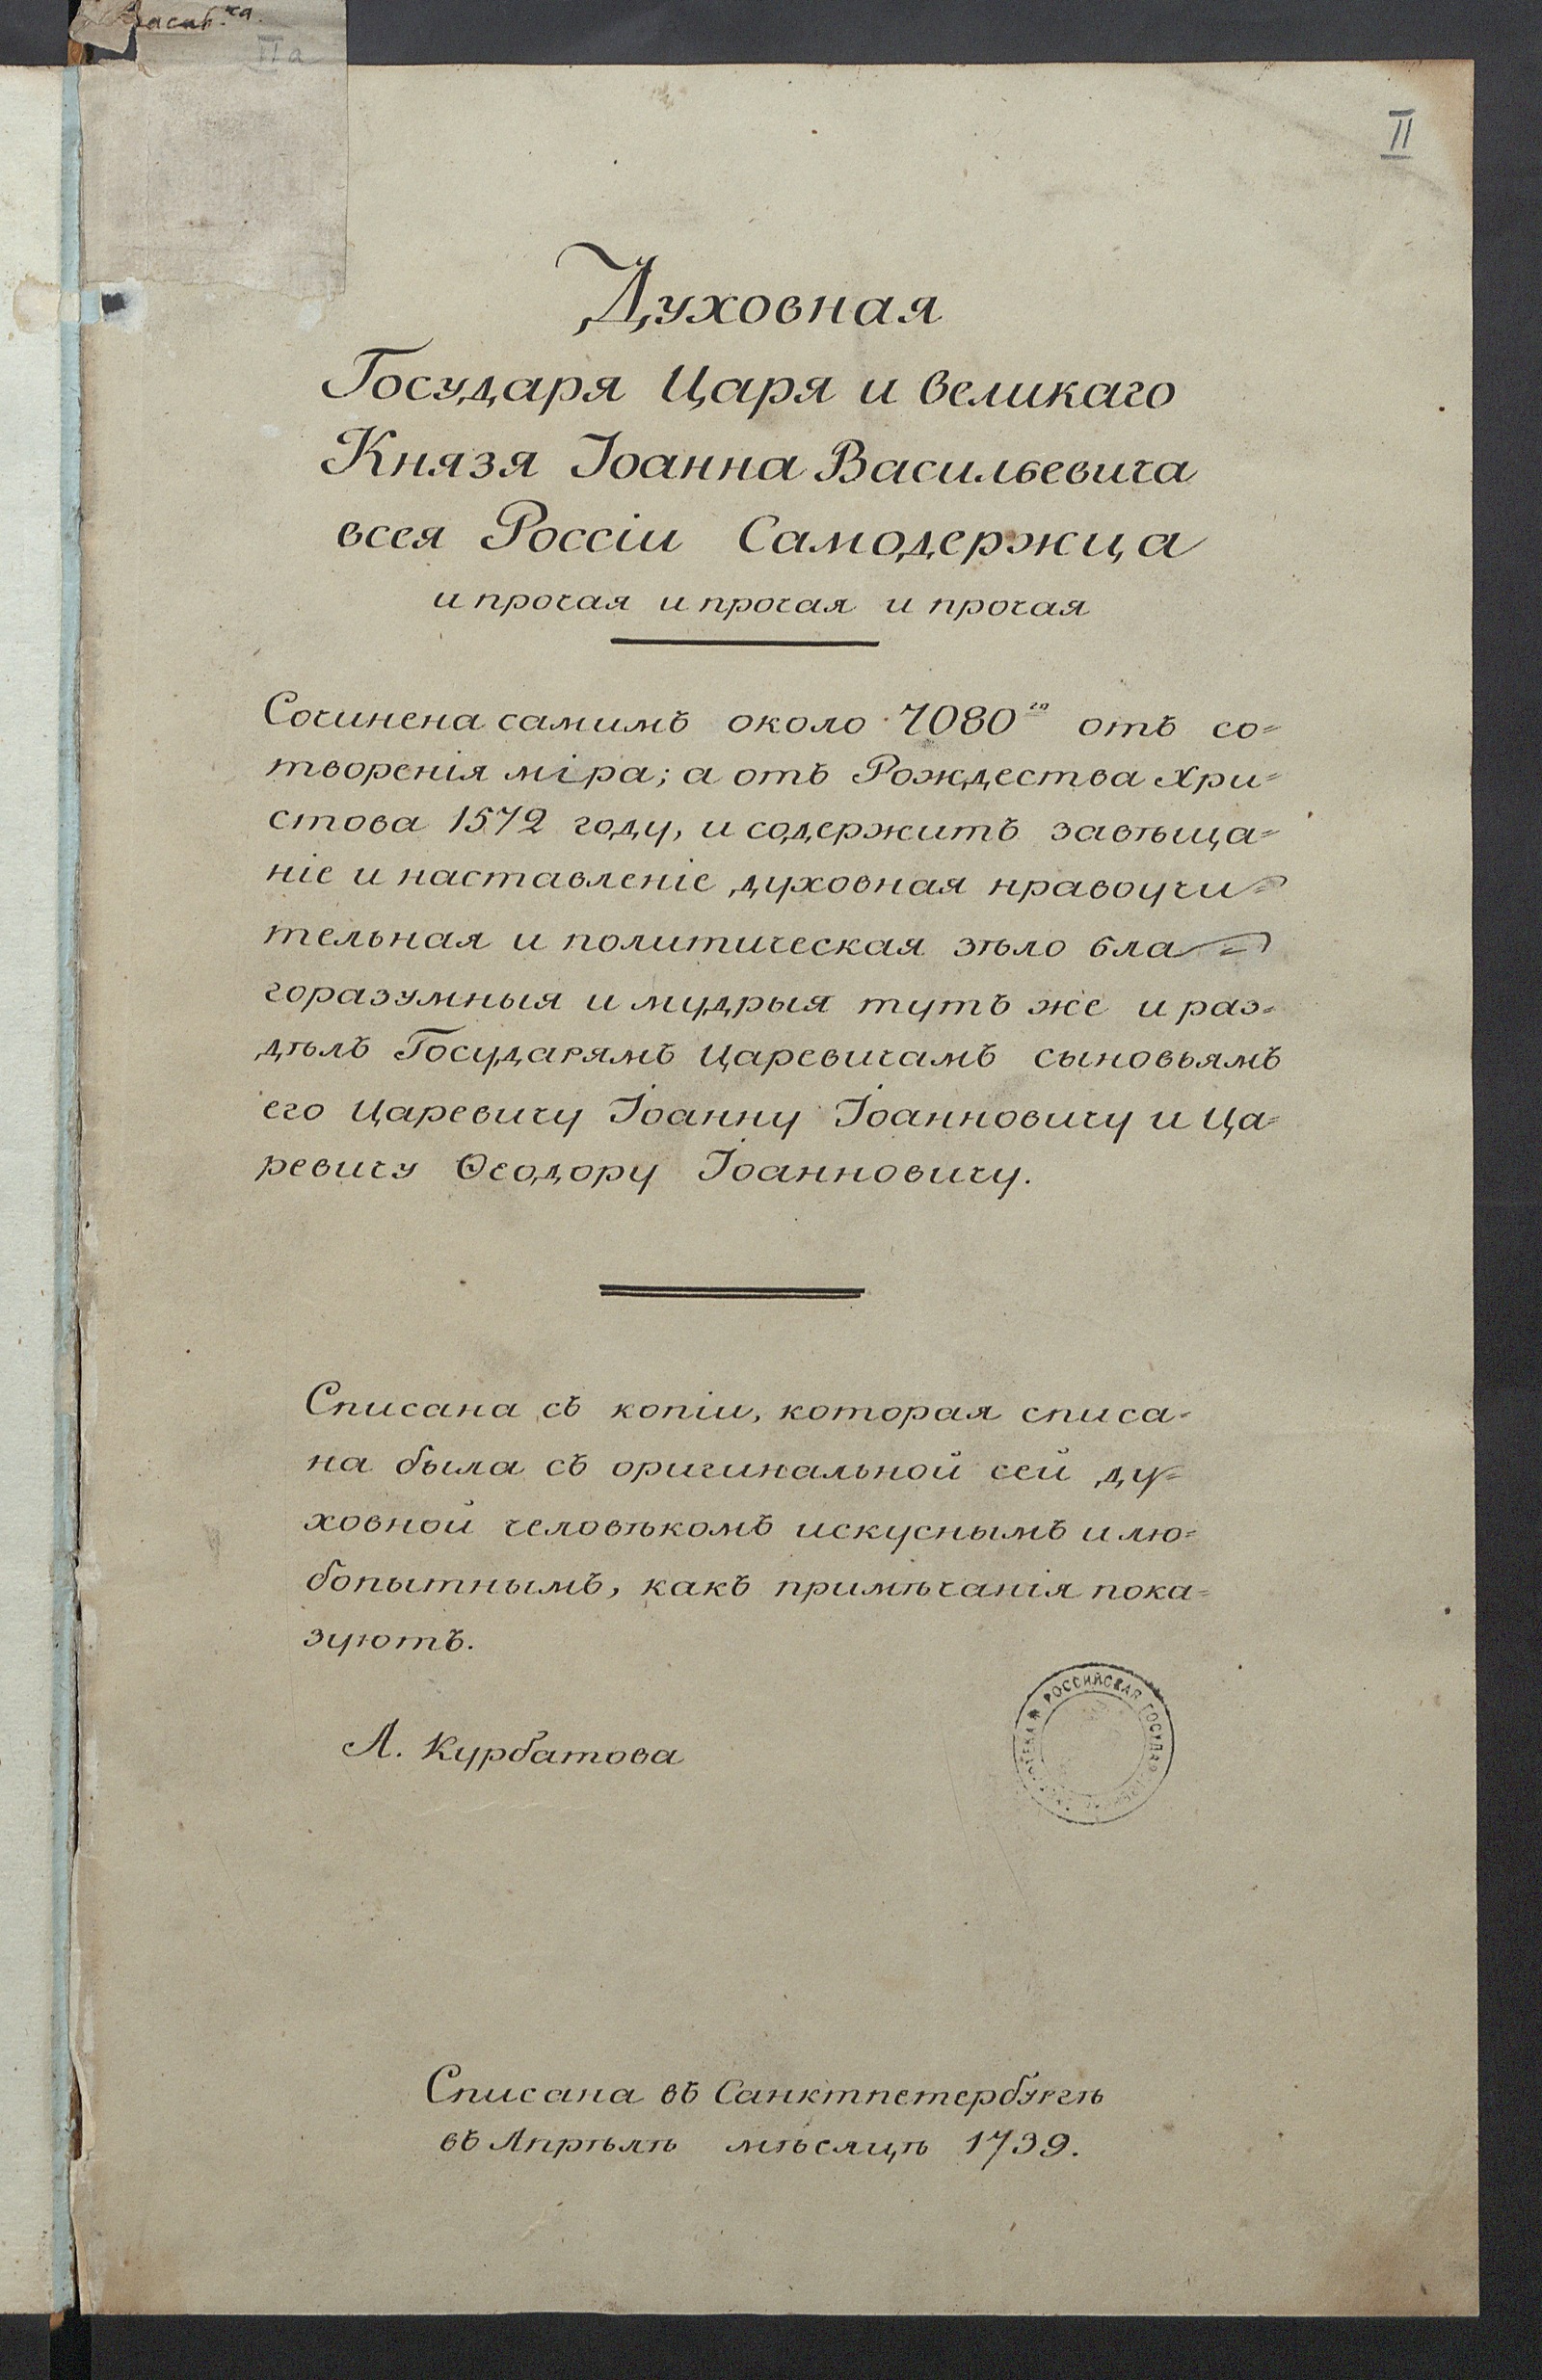 II
IIа
Духовная
Государя Царя и великаго
Князя Іоанна Васильевича
всея Россіи Самодержца
и прочая и прочая и прочая
Сочинена самимъ около 7080го отъ со=
творенія міра; а отъ Рождества Хри=
стова 1572 году, и содержитъ завѣща=
ніе и наставленіе духовная нравоучи=
тельная и политическая зѣло бла=
горазумныя и мудрыя тутъ же и раз=
дѣлъ Государямъ Царевичамъ сыновьямъ
его Царевичу Іоанну Іоанновичу и Ца=
ревичу Ѳеодору Іоанновичу.
Списана съ копіи, которая списа=
на была съ оригинальной сей ду=
ховной человѣкомъ искуснымъ и лю=
бопытнымъ, какъ примѣчанія пока=
зуютъ.
А. Курбатова
РОССИЙСКАЯ
Списана въ Санктпетербургѣ
въ Апрѣлѣ мѣсяцѣ 1739.